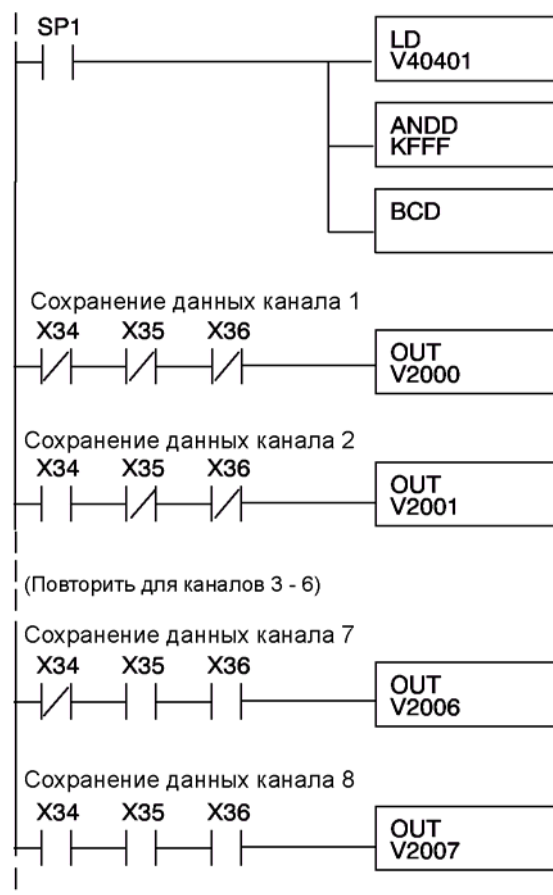 SP1
LD
V40401
ANDD
KFFF
BCD
Сохранение данных канала 1
X34 X35 X36
OUT
V2000
Сохранение данных канала 2
X34 X35 X36
OUT
V2001
(Повторить для каналов 3 - 6)
Сохранение данных канала 7
X34 X35 X36
OUT
V2006
Сохранение данных канала 8
X34 X35 X36
OUT
V2007